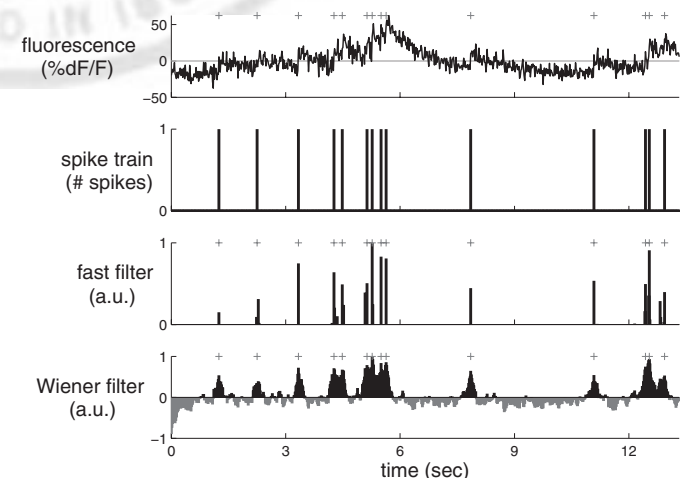 50
0
−50
fluorescence
(%dF/F)
1
0
spike train
(# spikes)
1
0
fast filter
(a.u.)
1
0
−1
Wiener filter
(a.u.)
0 3 6 9 12
time (sec)